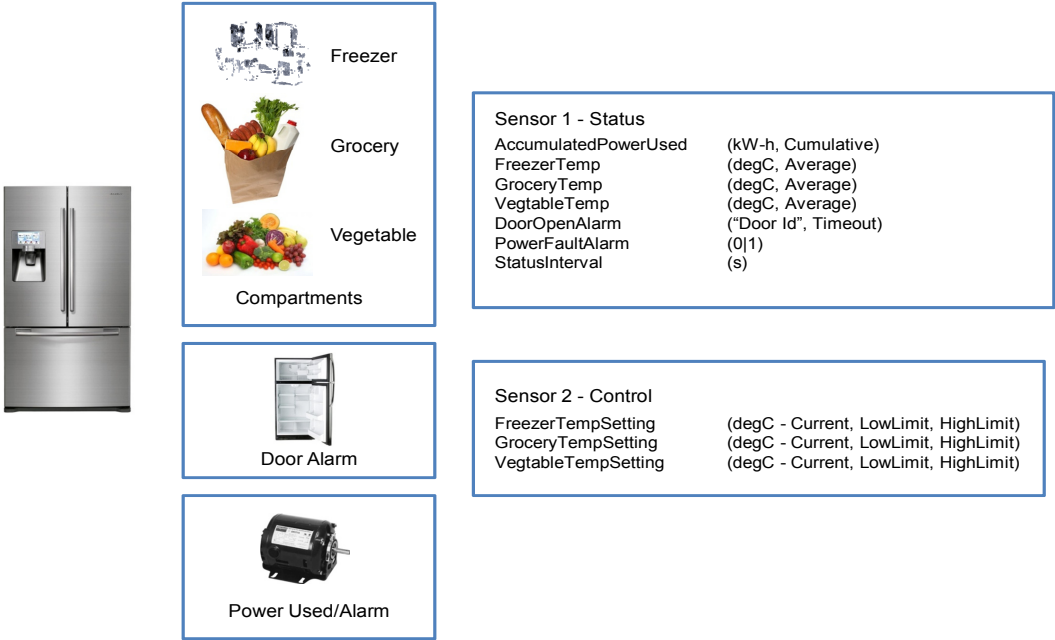 Freezer
Grocery
Vegetable
Compartments
Door Alarm
Power Used/Alarm
Sensor 1 - Status
AccumulatedPowerUsed (kW-h, Cumulative)
FreezerTemp (degC, Average)
GroceryTemp (degC, Average)
VegtableTemp (degC, Average)
DoorOpenAlarm (“Door Id”, Timeout)
PowerFaultAlarm (0|1)
StatusInterval (s)
Sensor 2 - Control
FreezerTempSetting (degC - Current, LowLimit, HighLimit)
GroceryTempSetting (degC - Current, LowLimit, HighLimit)
VegtableTempSetting (degC - Current, LowLimit, HighLimit)